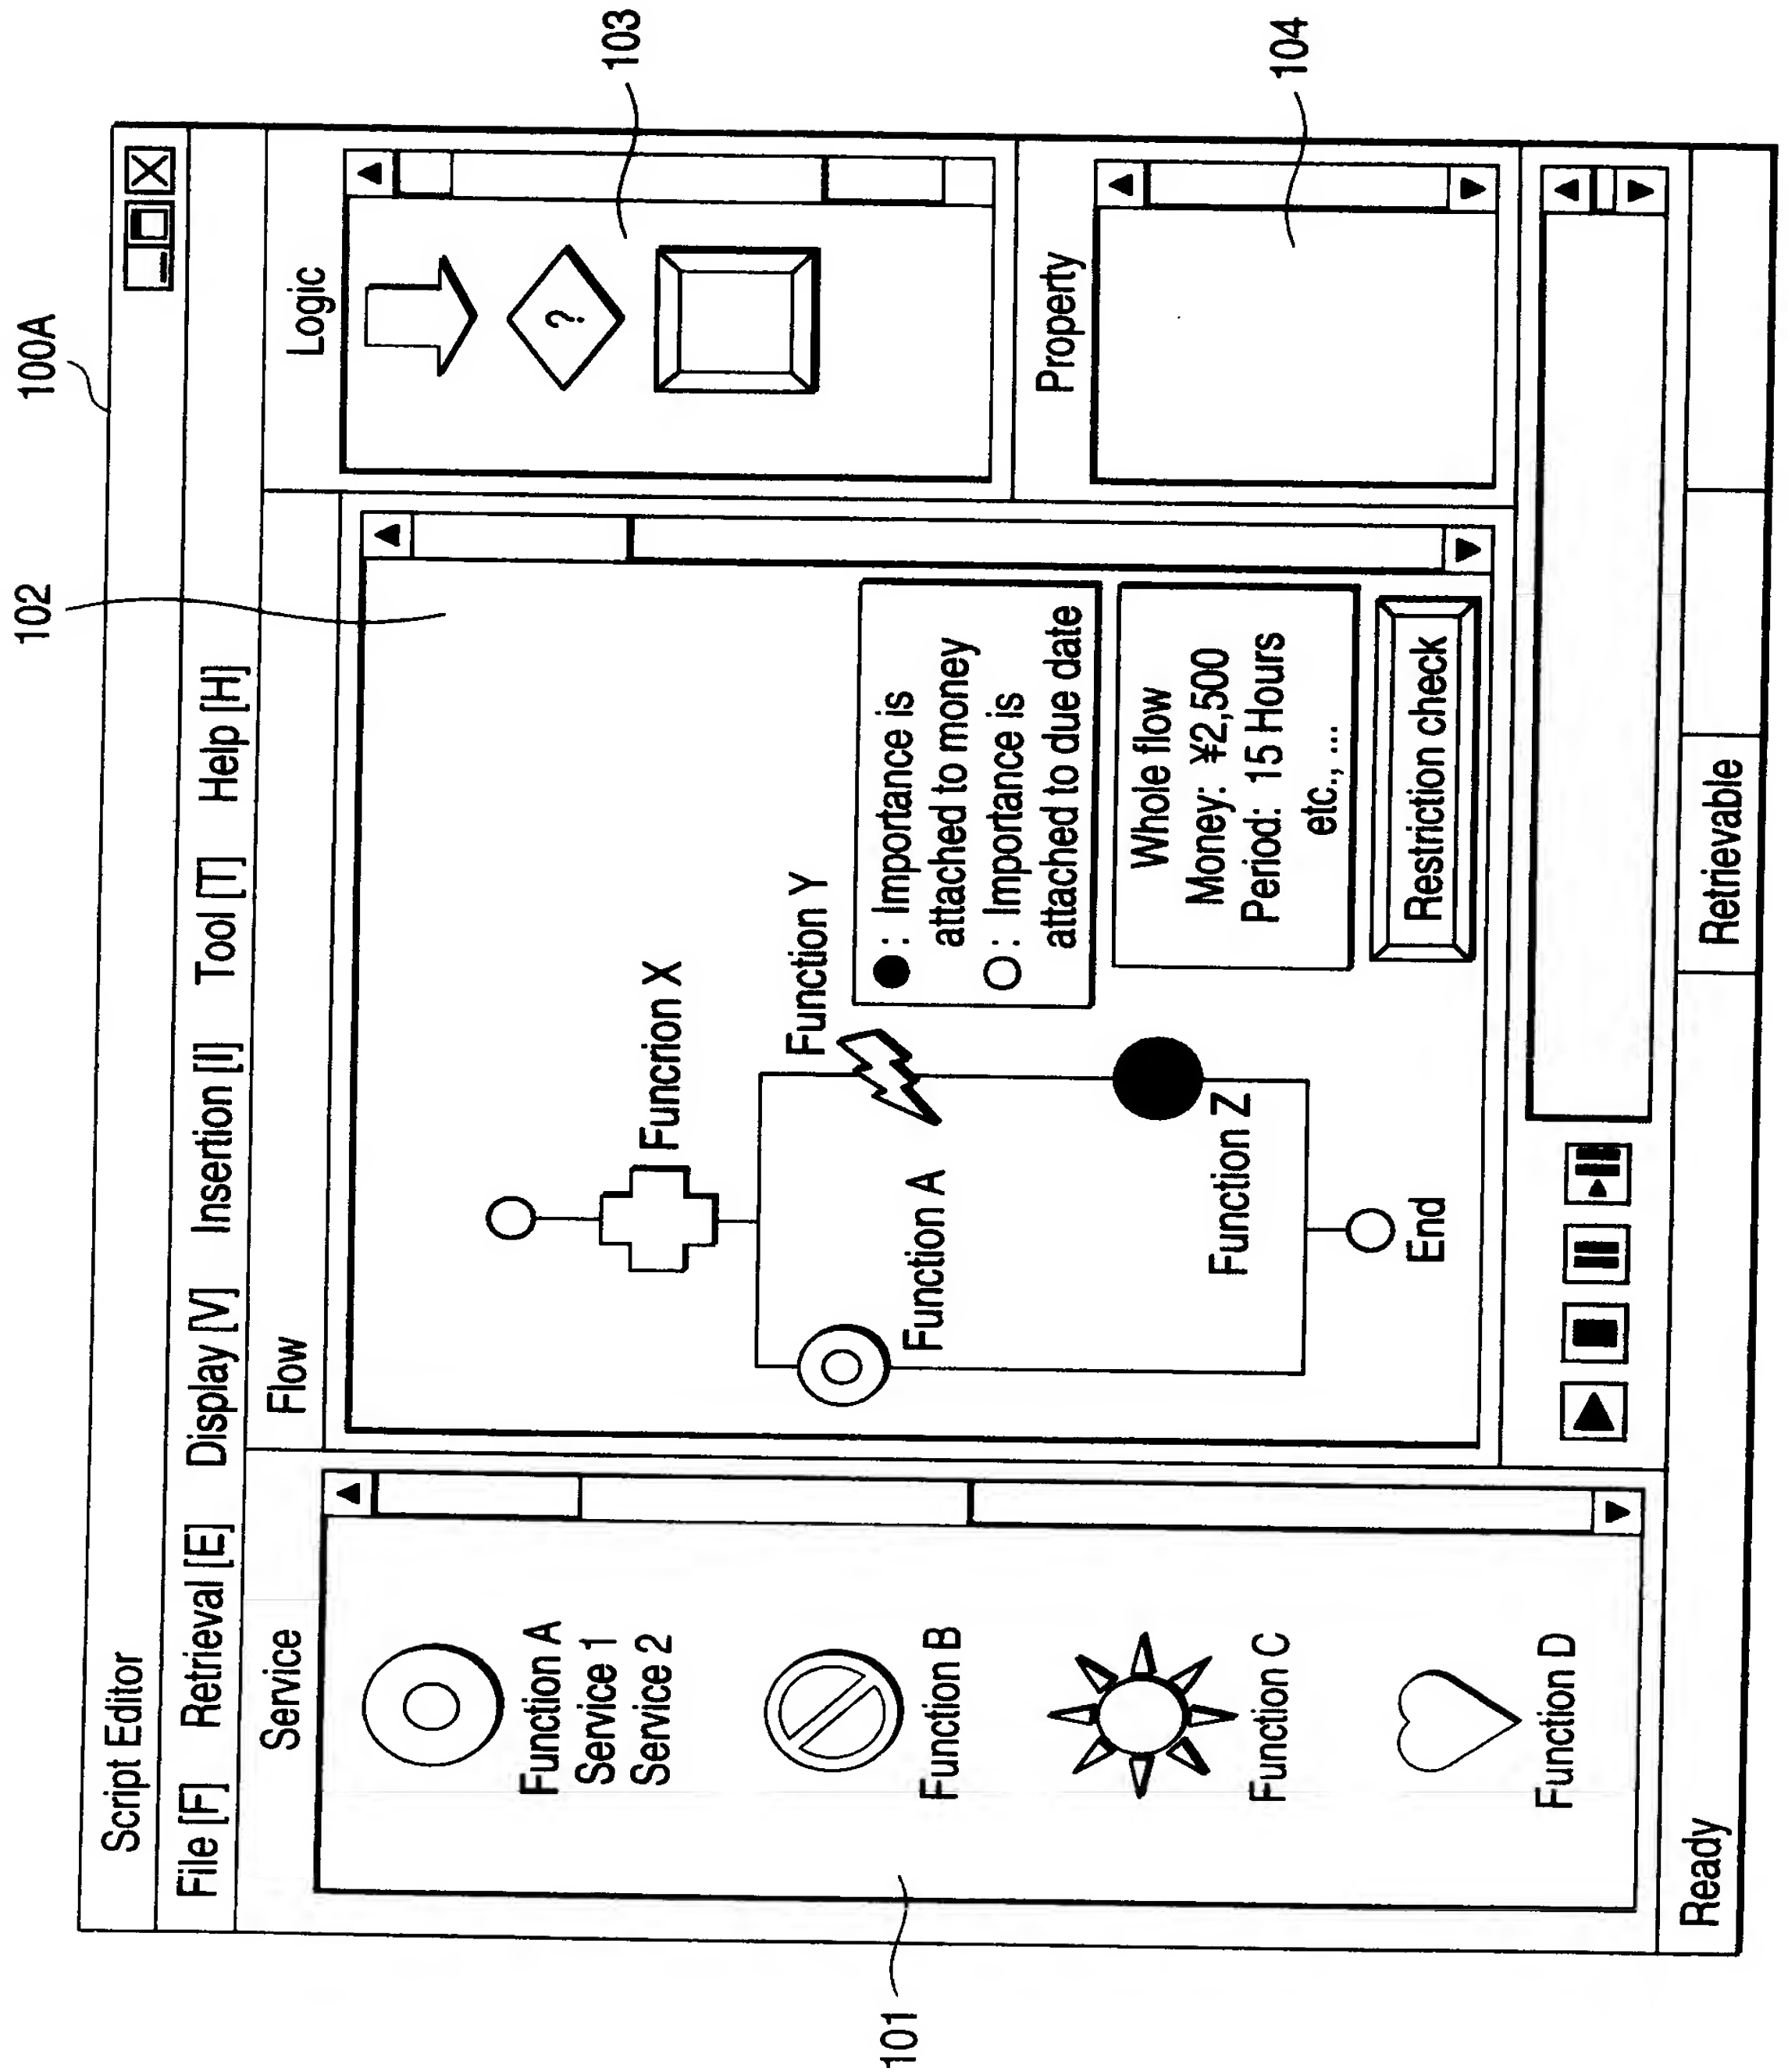 100A
Script Editor
File [F] Retrieval [E] Display [V] Insertion [I] Tool [T] Help [H]
102
Service
Function A
Service 1
Service 2
Function B
Function C
Function D
101
Flow
Funcrion X
Function Y
Function A
Function Z
End
● : Importance is
attached to money
○ : Importance is
attached to due date
Whole flow
Money: ¥2,500
Period: 15 Hours
etc., ...
Restriction check
Logic
?
103
Property
104
Ready
Retrievable